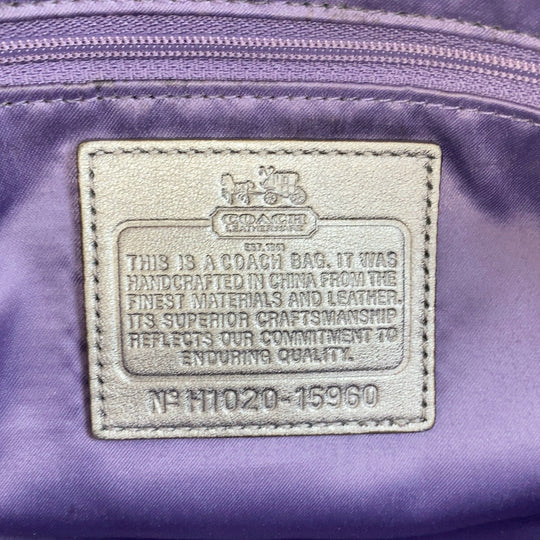 COACH
LEATHERWARE
EST. 1941
THIS IS A COACH BAG. IT WAS
HANDCRAFTED IN CHINA FROM THE
FINEST MATERIALS AND LEATHER.
ITS SUPERIOR CRAFTSMANSHIP
REFLECTS OUR COMMITMENT TO
ENDURING QUALITY.
Nº H1020-15960